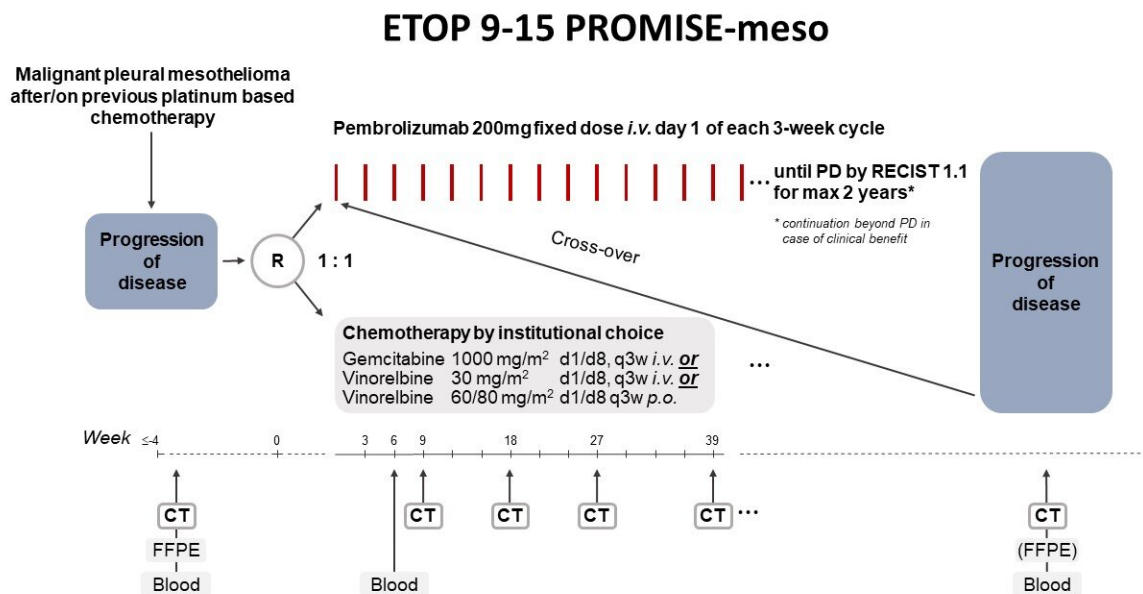 ETOP 9-15 PROMISE-meso
Malignant pleural mesothelioma
after/on previous platinum based
chemotherapy
Pembrolizumab 200mg fixed dose i.v. day 1 of each 3-week cycle
... until PD by RECIST 1.1
for max 2 years*
* continuation beyond PD in
case of clinical benefit
Progression
of
disease
R
1 : 1
Cross-over
Progression
of
disease
Chemotherapy by institutional choice
Gemcitabine 1000 mg/m² d1/d8, q3w i.v. or
Vinorelbine 30 mg/m² d1/d8, q3w i.v. or
Vinorelbine 60/80 mg/m² d1/d8 q3w p.o.
...
Week ≤-4 0 3 6 9 18 27 39
CT CT CT CT CT ... CT
FFPE (FFPE)
Blood Blood Blood